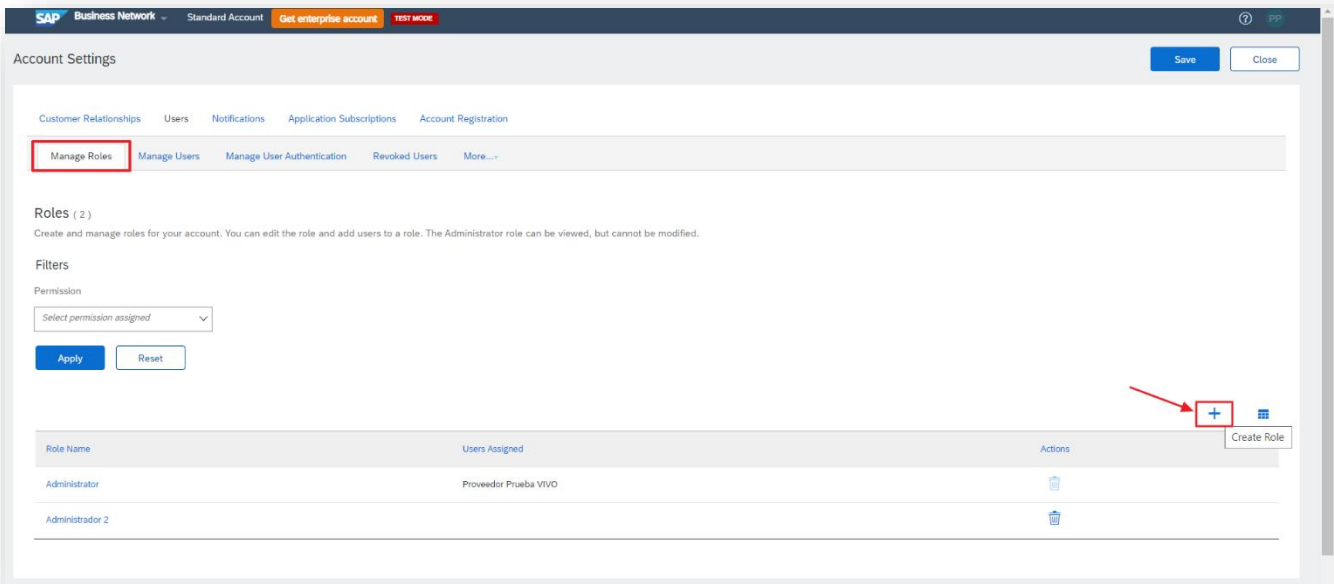 SAP Business Network Standard Account Get enterprise account TEST MODE ? PP
Account Settings Save Close
Customer Relationships Users Notifications Application Subscriptions Account Registration
Manage Roles Manage Users Manage User Authentication Revoked Users More...
Roles ( 2 )
Create and manage roles for your account. You can edit the role and add users to a role. The Administrator role can be viewed, but cannot be modified.
Filters
Permission
Select permission assigned
Apply Reset
Create Role
Role Name Users Assigned Actions
Administrator Proveedor Prueba VIVO
Administrador 2